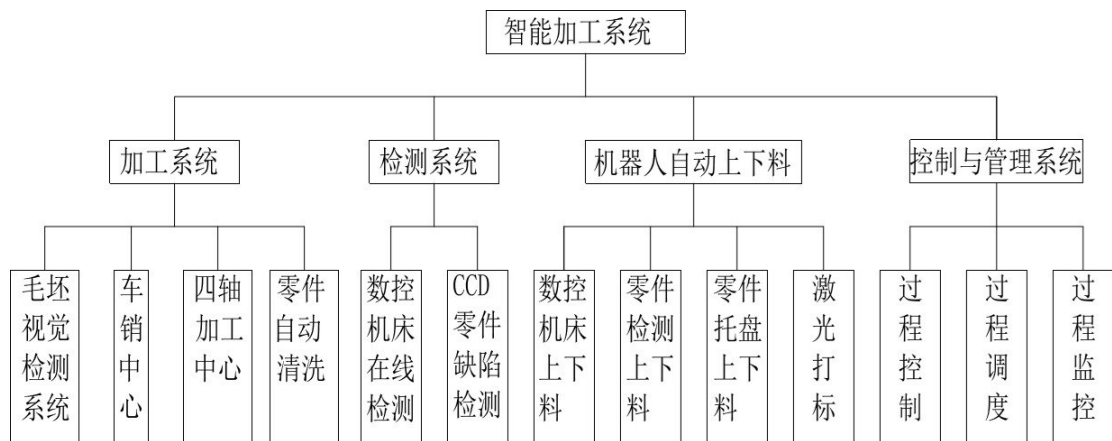 智能加工系统
加工系统
检测系统
机器人自动上下料
控制与管理系统
毛坯
视觉
检测
系统
车
销
中
心
四轴
加工
中心
零件
自动
清洗
数控
机床
在线
检测
CCD
零件
缺陷
检测
数控
机床
上下
料
零件
检测
上下
料
零件
托盘
上下
料
激
光
打
标
过
程
控
制
过
程
调
度
过
程
监
控